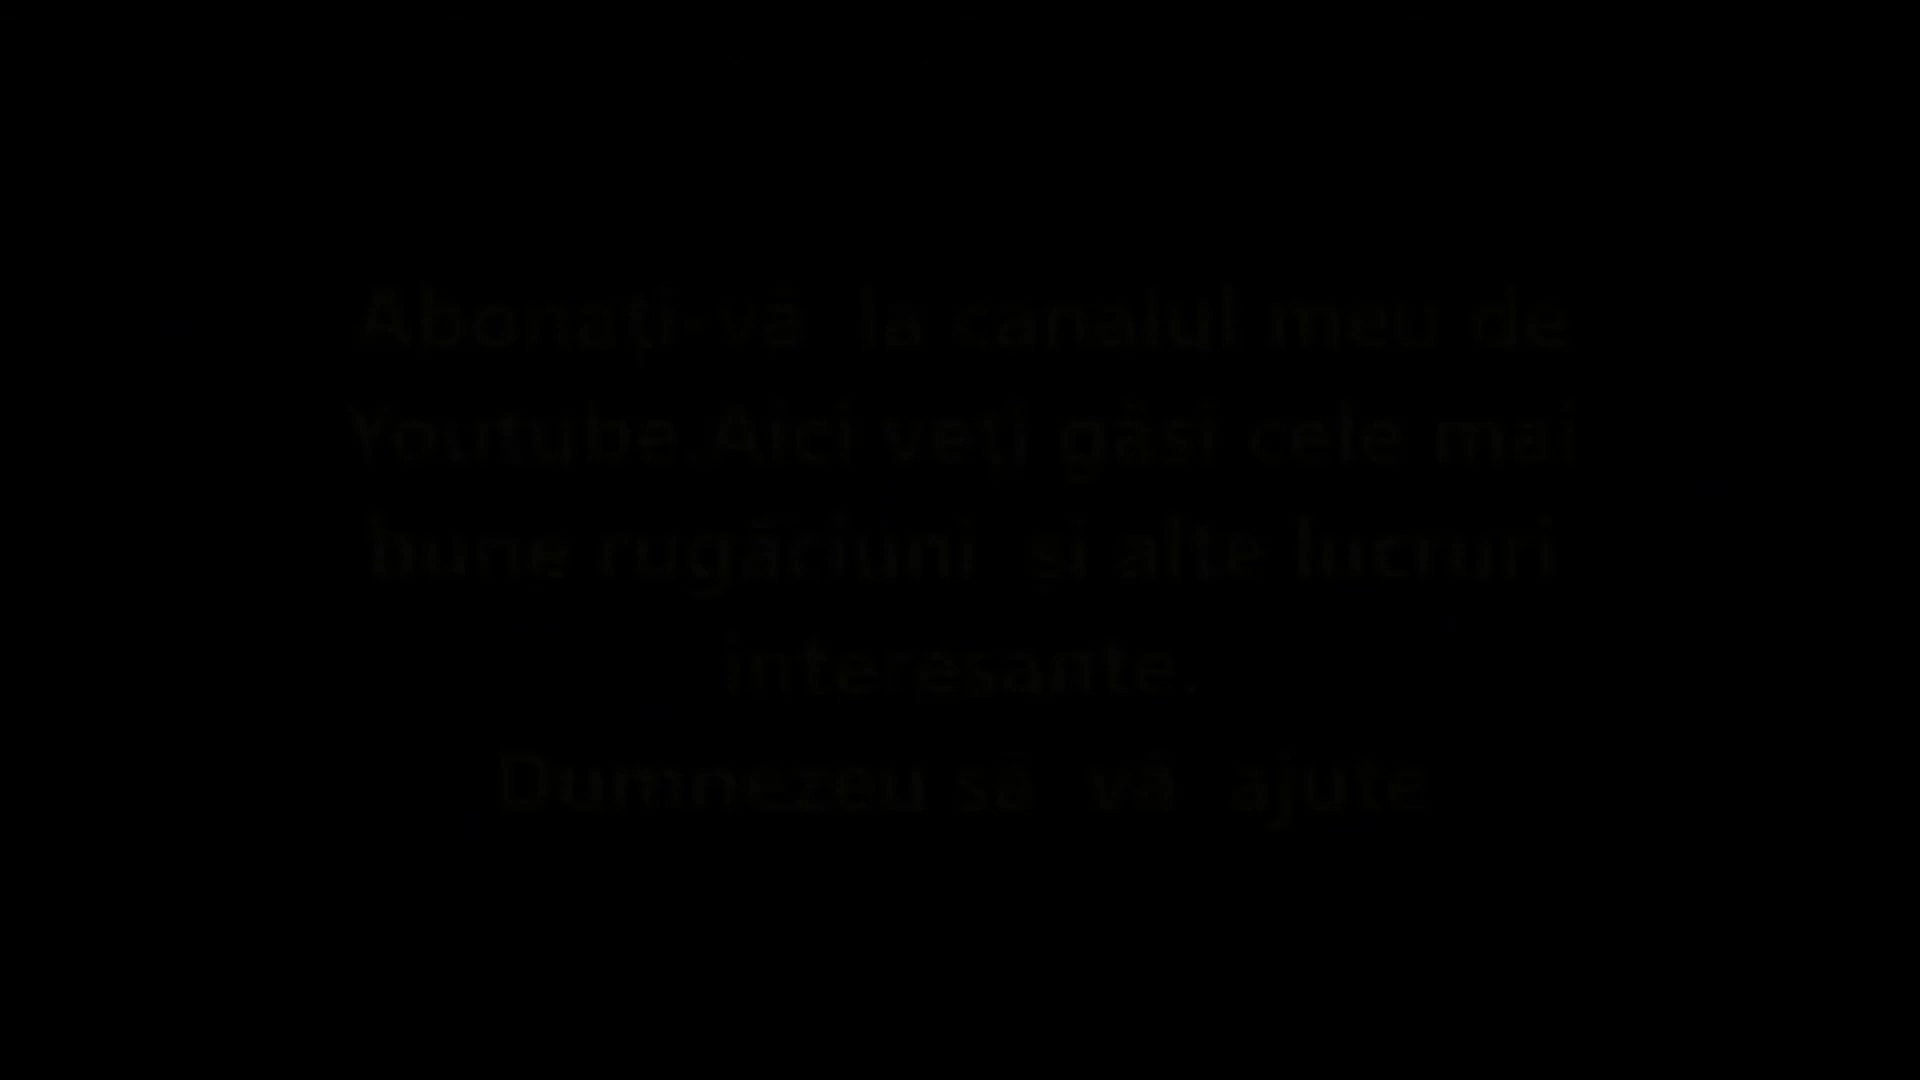 Abonați-vă la canalul meu de
Youtube.Aici veți găsi cele mai
bune rugăciuni și alte lucruri
interesante.
Dumnezeu să vă ajute